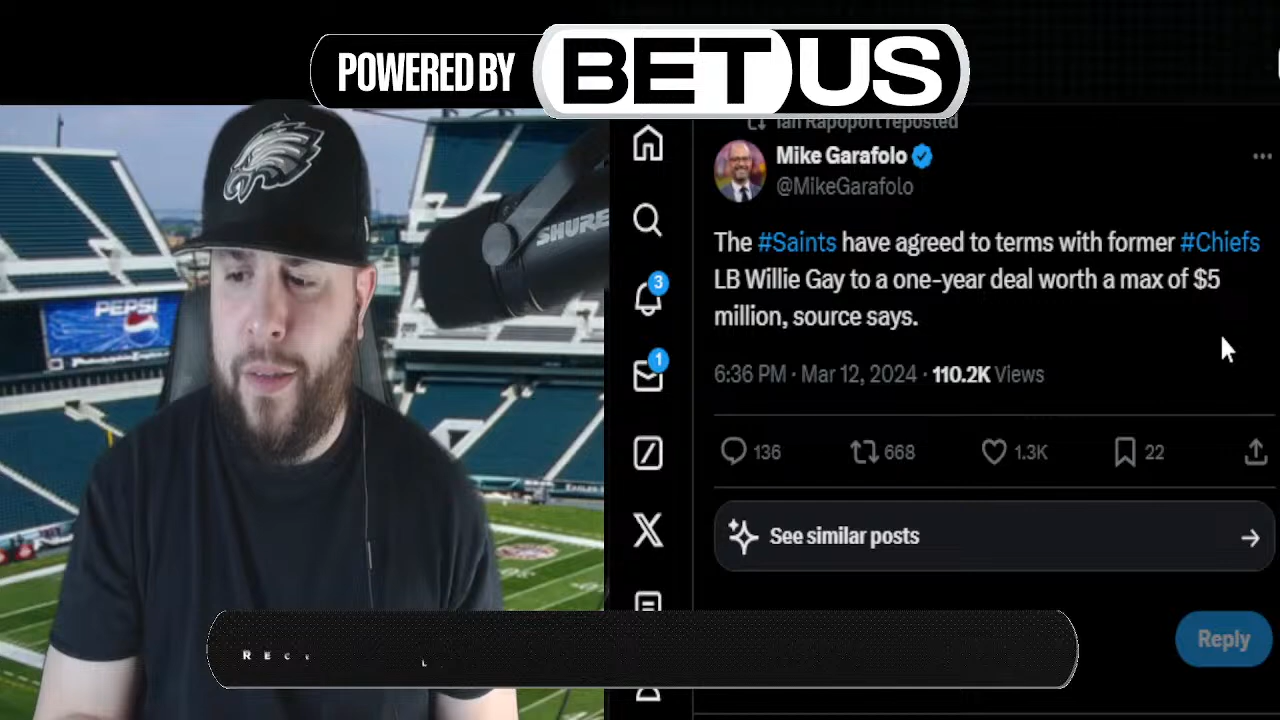 POWERED BY BETUS
Ian Rapoport reposted
Mike Garafolo
@MikeGarafolo
The #Saints have agreed to terms with former #Chiefs
LB Willie Gay to a one-year deal worth a max of $5
million, source says.
6:36 PM · Mar 12, 2024 · 110.2K Views
136 668 1.3K 22
See similar posts
Reply
3
1
SHURE
PEPSI